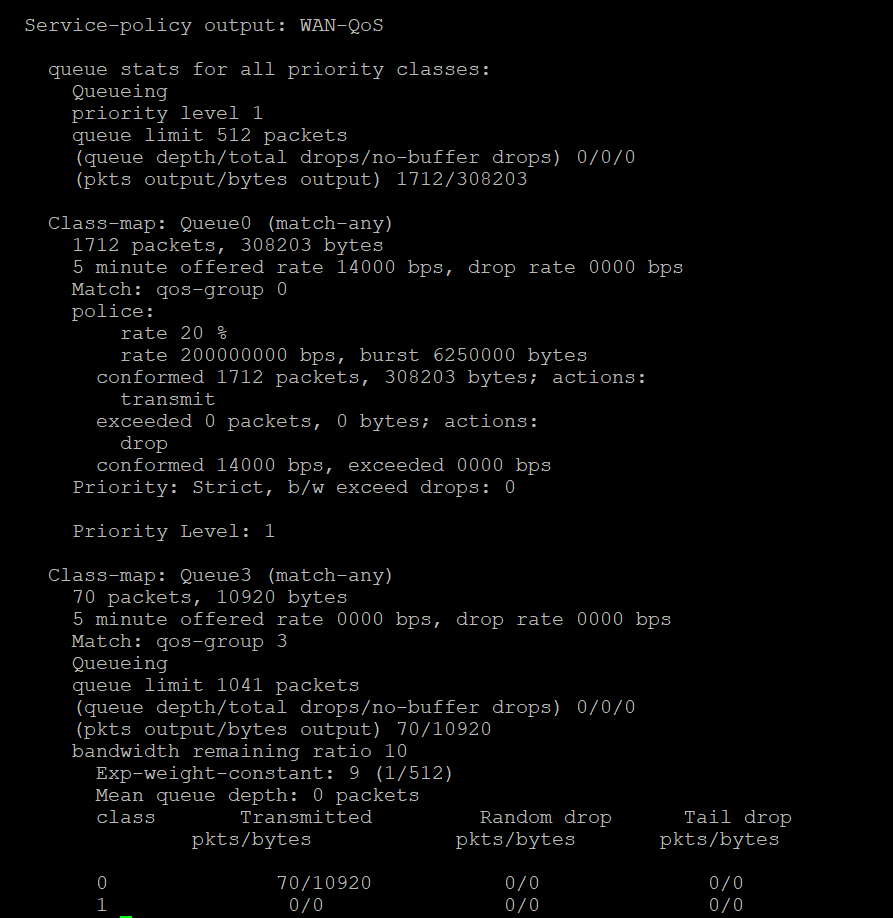 Service-policy output: WAN-QoS
queue stats for all priority classes:
Queueing
priority level 1
queue limit 512 packets
(queue depth/total drops/no-buffer drops) 0/0/0
(pkts output/bytes output) 1712/308203
Class-map: Queue0 (match-any)
1712 packets, 308203 bytes
5 minute offered rate 14000 bps, drop rate 0000 bps
Match: qos-group 0
police:
rate 20 %
rate 200000000 bps, burst 6250000 bytes
conformed 1712 packets, 308203 bytes; actions:
transmit
exceeded 0 packets, 0 bytes; actions:
drop
conformed 14000 bps, exceeded 0000 bps
Priority: Strict, b/w exceed drops: 0
Priority Level: 1
Class-map: Queue3 (match-any)
70 packets, 10920 bytes
5 minute offered rate 0000 bps, drop rate 0000 bps
Match: qos-group 3
Queueing
queue limit 1041 packets
(queue depth/total drops/no-buffer drops) 0/0/0
(pkts output/bytes output) 70/10920
bandwidth remaining ratio 10
Exp-weight-constant: 9 (1/512)
Mean queue depth: 0 packets
class Transmitted Random drop Tail drop
pkts/bytes pkts/bytes pkts/bytes
0 70/10920 0/0 0/0
1 0/0 0/0 0/0